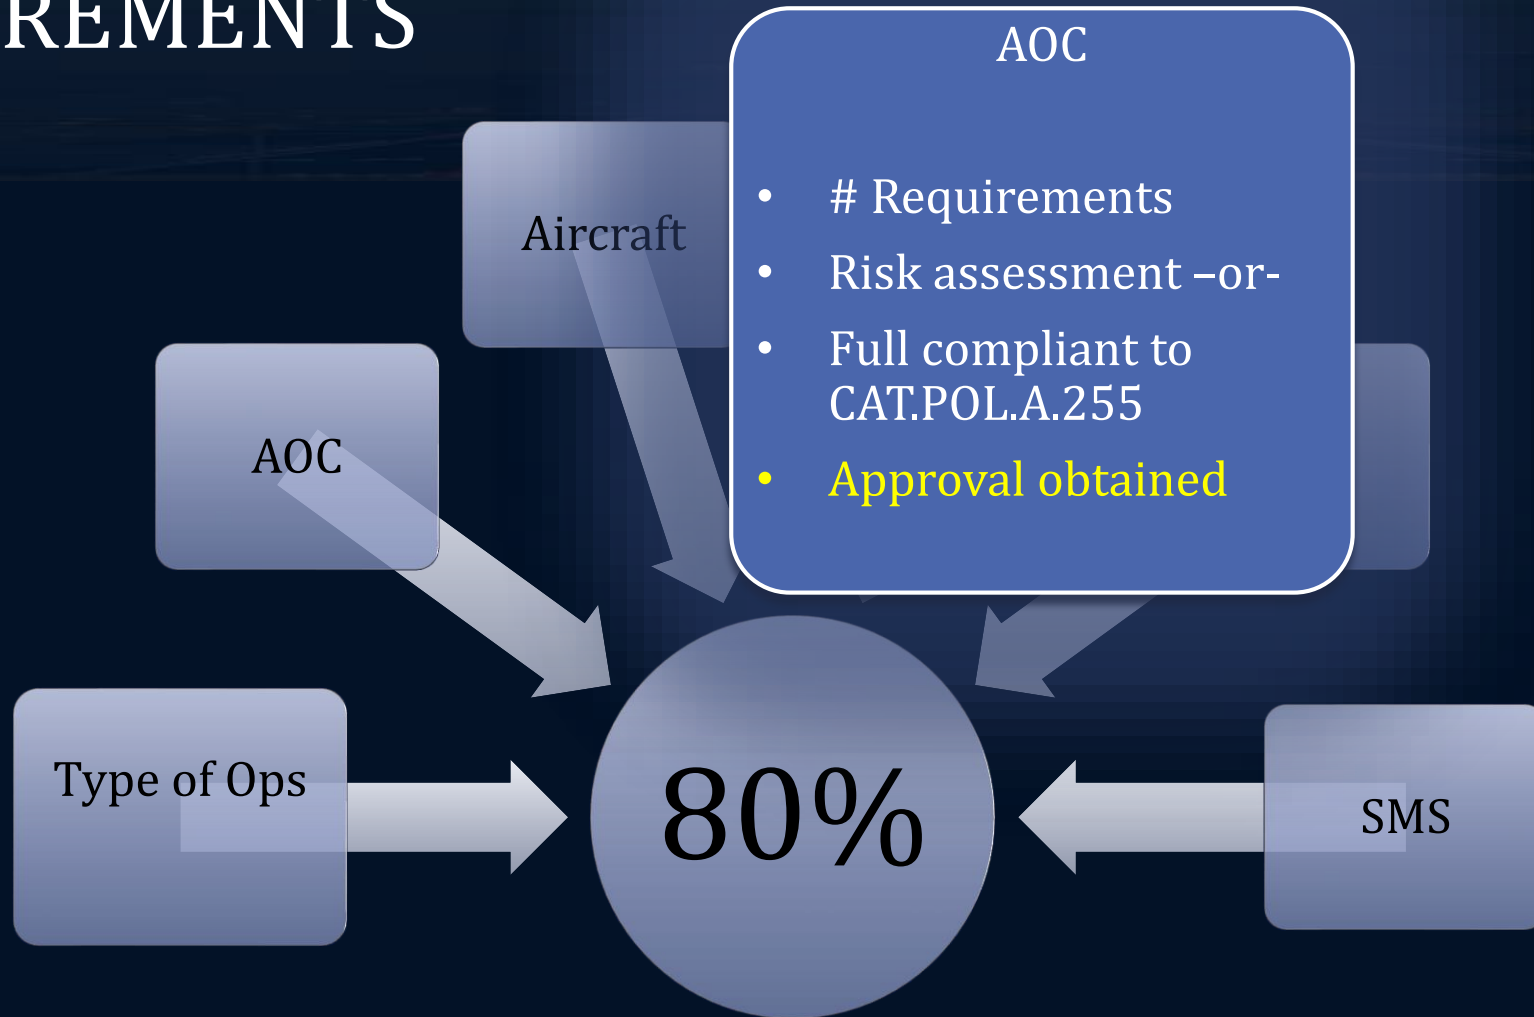 REMENTS
AOC
• # Requirements
• Risk assessment –or-
• Full compliant to
CAT.POL.A.255
• Approval obtained
Aircraft
AOC
Type of Ops
80%
SMS